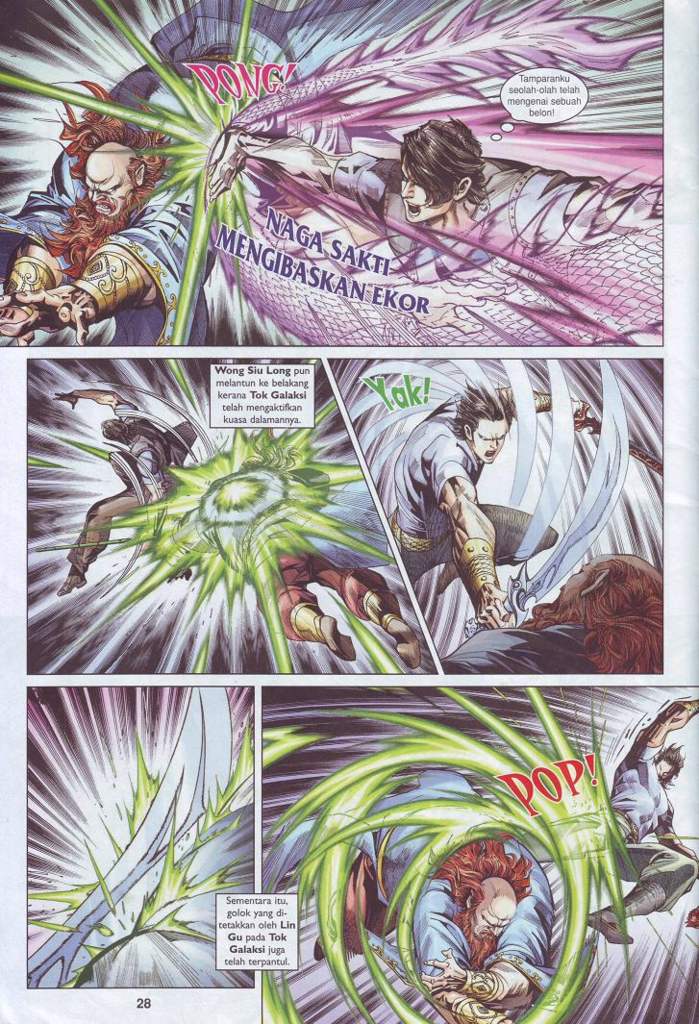 PONG!
Tamparanku
seolah-olah telah
mengenai sebuah
belon!
NAGA SAKTI
MENGIBASKAN EKOR
Wong Siu Long pun
melantun ke belakang
kerana Tok Galaksi
telah mengaktifkan
kuasa dalamannya.
Yak!
Sementara itu,
golok yang di-
tetakkan oleh Lin
Gu pada Tok
Galaksi juga
telah terpantul.
POP!
28